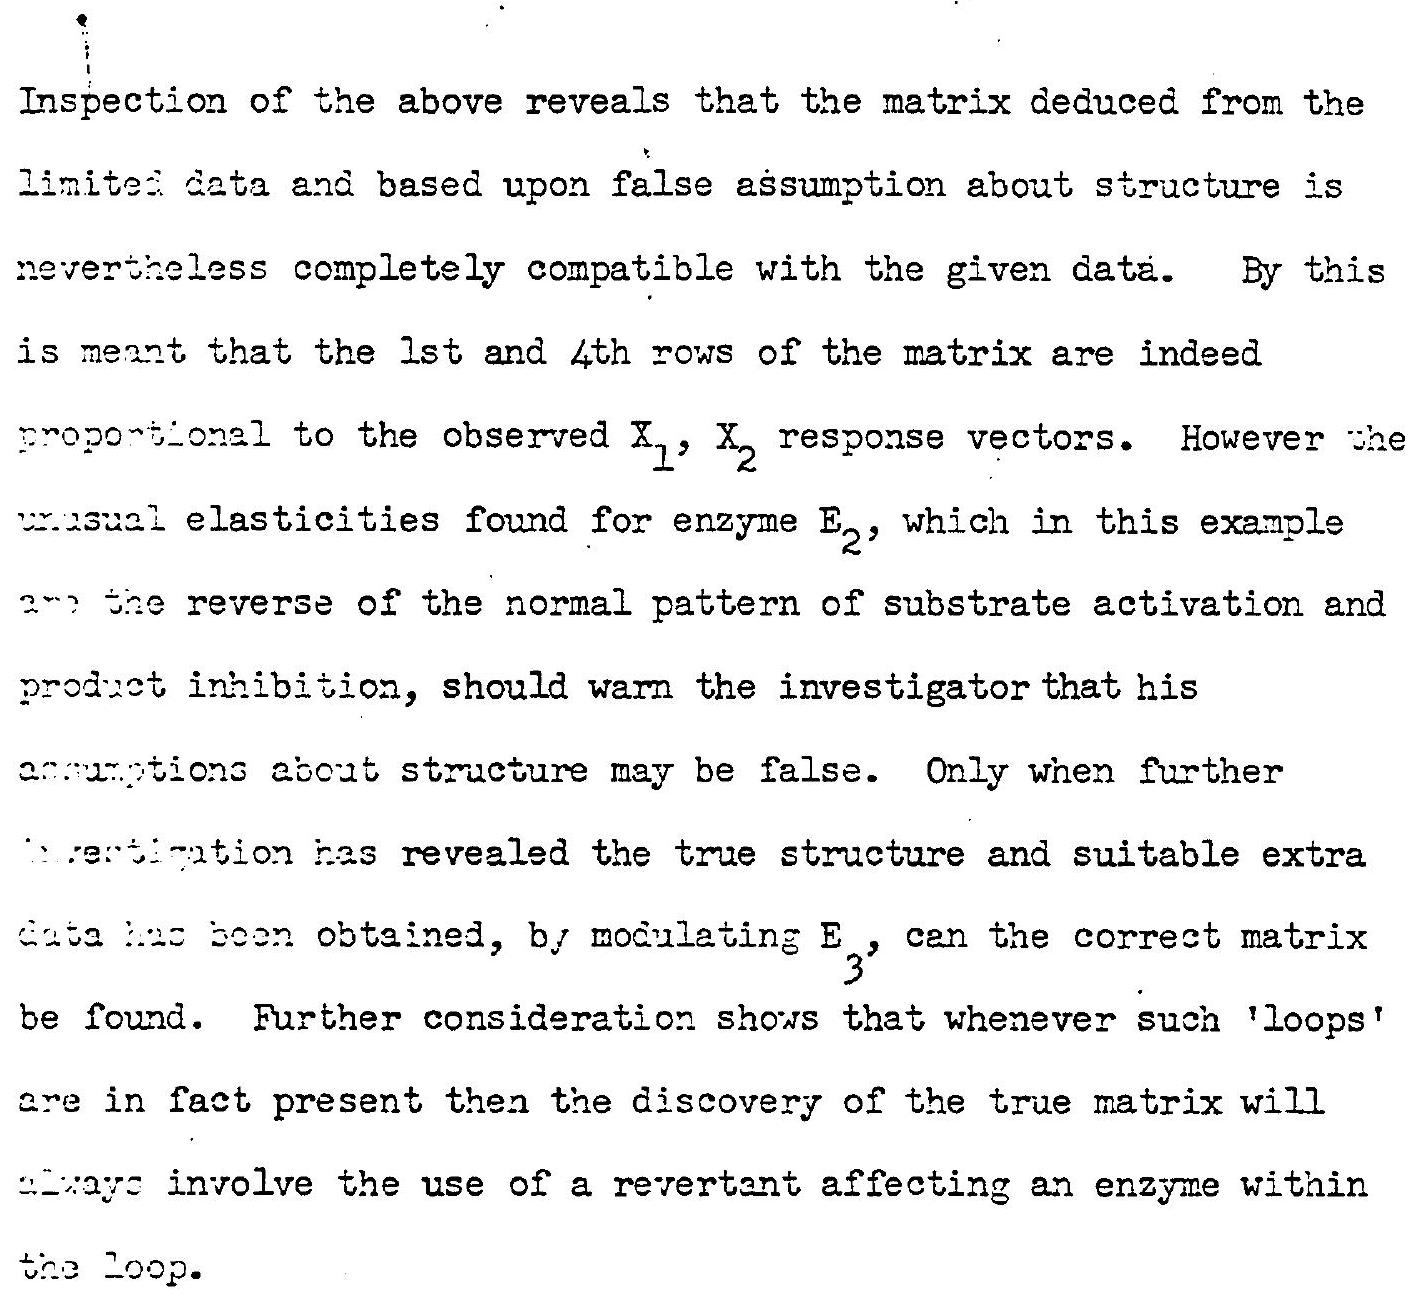 Inspection of the above reveals that the matrix deduced from the
limited data and based upon false assumption about structure is
nevertheless completely compatible with the given data. By this
is meant that the 1st and 4th rows of the matrix are indeed
proportional to the observed X₁, X₂ response vectors. However the
unusual elasticities found for enzyme E₂, which in this example
are the reverse of the normal pattern of substrate activation and
product inhibition, should warn the investigator that his
assumptions about structure may be false. Only when further
investigation has revealed the true structure and suitable extra
data has been obtained, by modulating E₃, can the correct matrix
be found. Further consideration shows that whenever such 'loops'
are in fact present then the discovery of the true matrix will
always involve the use of a revertant affecting an enzyme within
the loop.